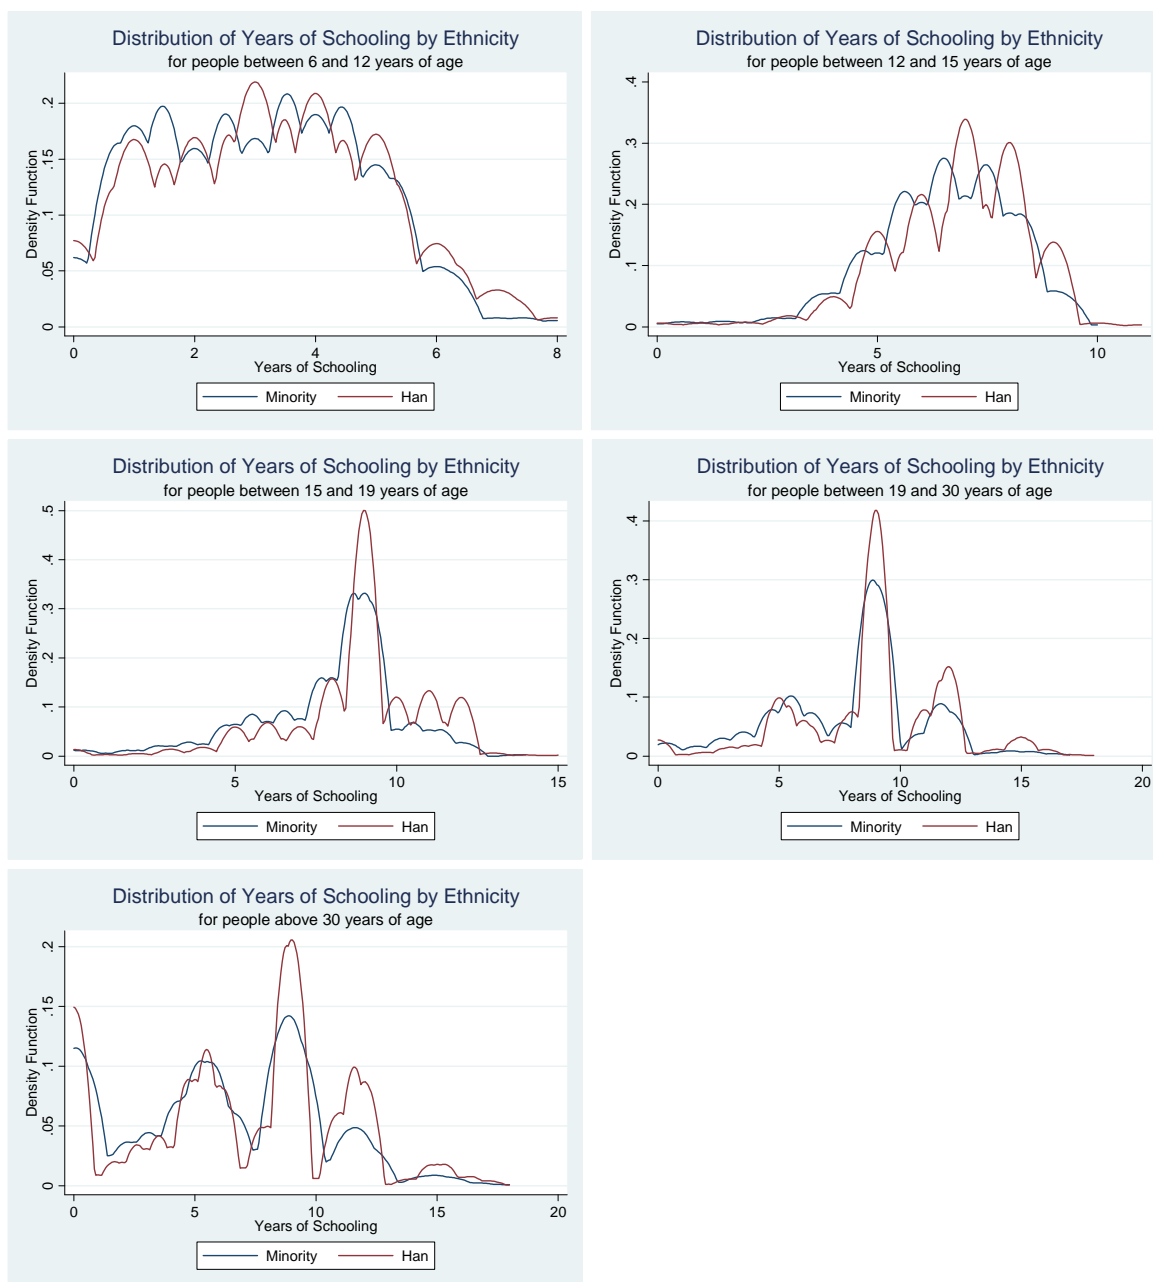 Distribution of Years of Schooling by Ethnicity
for people between 6 and 12 years of age
Density Function
.2
.15
.1
.05
0
0 2 4 6 8
Years of Schooling
Minority Han
Distribution of Years of Schooling by Ethnicity
for people between 12 and 15 years of age
Density Function
.4
.3
.2
.1
0
0 5 10
Years of Schooling
Minority Han
Distribution of Years of Schooling by Ethnicity
for people between 15 and 19 years of age
Density Function
.5
.4
.3
.2
.1
0
0 5 10 15
Years of Schooling
Minority Han
Distribution of Years of Schooling by Ethnicity
for people between 19 and 30 years of age
Density Function
.4
.3
.2
.1
0
0 5 10 15 20
Years of Schooling
Minority Han
Distribution of Years of Schooling by Ethnicity
for people above 30 years of age
Density Function
.2
.15
.1
.05
0
0 5 10 15 20
Years of Schooling
Minority Han